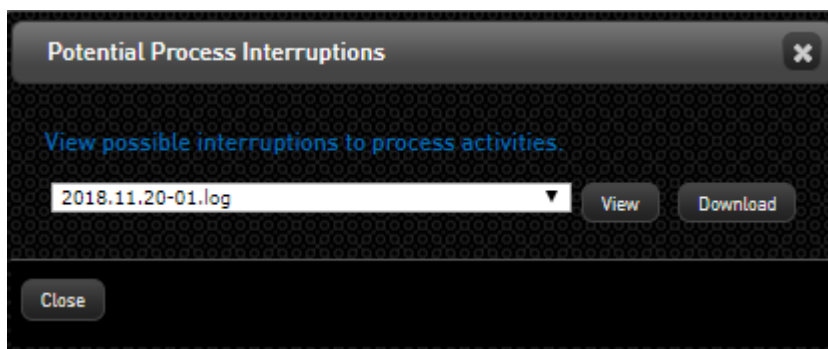 Potential Process Interruptions
View possible interruptions to process activities.
2018.11.20-01.log
View
Download
Close